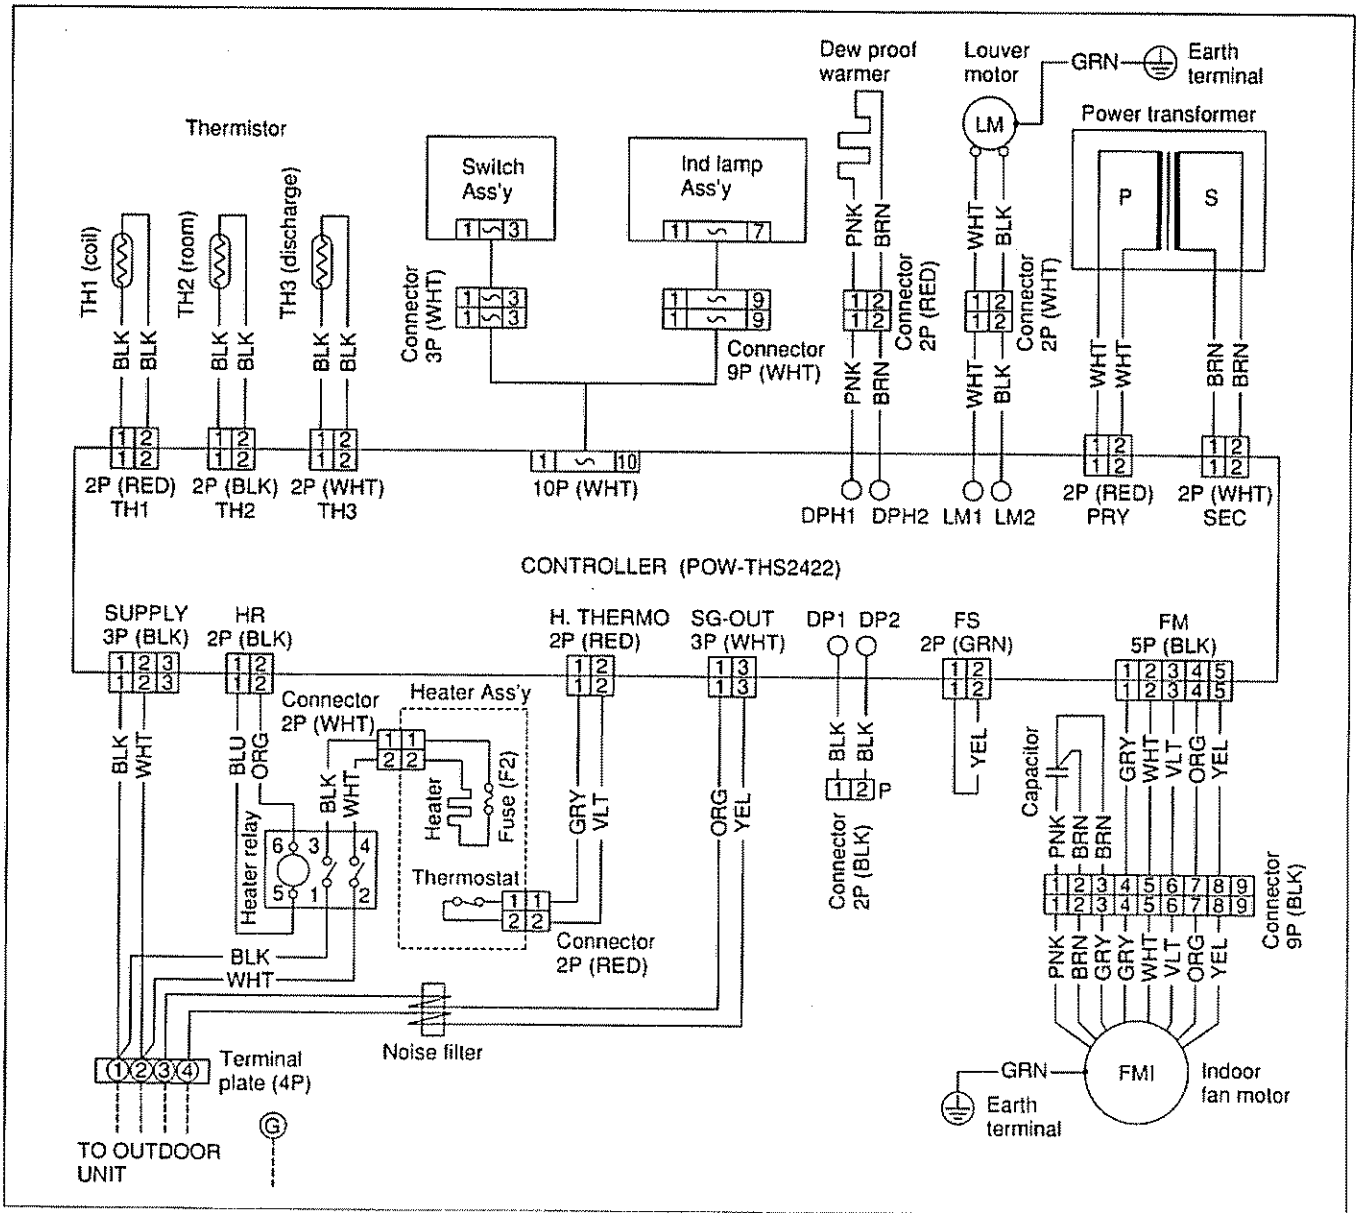 Dew proof
warmer
Louver
motor
GRN
Earth
terminal
LM
Power transformer
P
S
Thermistor
Switch
Ass'y
1 ~ 3
Ind lamp
Ass'y
1 ~ 7
TH1 (coil)
TH2 (room)
TH3 (discharge)
BLK
BLK
BLK
BLK
BLK
BLK
Connector
3P (WHT)
1 ~ 3
1 ~ 3
1 ~ 9
1 ~ 9
Connector
9P (WHT)
PNK
BRN
1 2
1 2
Connector
2P (RED)
PNK
BRN
WHT
BLK
1 2
1 2
Connector
2P (WHT)
WHT
BLK
WHT
WHT
BRN
BRN
1 2
1 2
2P (RED)
TH1
1 2
1 2
2P (BLK)
TH2
1 2
1 2
2P (WHT)
TH3
1 ~ 10
10P (WHT)
DPH1
DPH2
LM1
LM2
1 2
1 2
2P (RED)
PRY
1 2
1 2
2P (WHT)
SEC
CONTROLLER (POW-THS2422)
SUPPLY
3P (BLK)
1 2 3
1 2 3
HR
2P (BLK)
1 2
1 2
H. THERMO
2P (RED)
1 2
1 2
SG-OUT
3P (WHT)
1 3
1 3
DP1
DP2
FS
2P (GRN)
1 2
1 2
FM
5P (BLK)
1 2 3 4 5
1 2 3 4 5
BLK
WHT
BLU
ORG
Connector
2P (WHT)
Heater Ass'y
1 1
2 2
BLK
WHT
Heater
Fuse (F2)
GRY
VLT
ORG
YEL
BLK
BLK
1 2 P
Connector
2P (BLK)
YEL
Capacitor
PNK
BRN
BRN
GRY
WHT
VLT
ORG
YEL
Heater relay
6 3 4
5 1 2
Thermostat
1 1
2 2
Connector
2P (RED)
1 2 3 4 5 6 7 8 9
1 2 3 4 5 6 7 8 9
Connector
9P (BLK)
PNK
BRN
GRY
GRY
WHT
VLT
ORG
YEL
BLK
WHT
Noise filter
1 2 3 4
Terminal
plate (4P)
G
TO OUTDOOR
UNIT
GRN
Earth
terminal
FMI
Indoor
fan motor